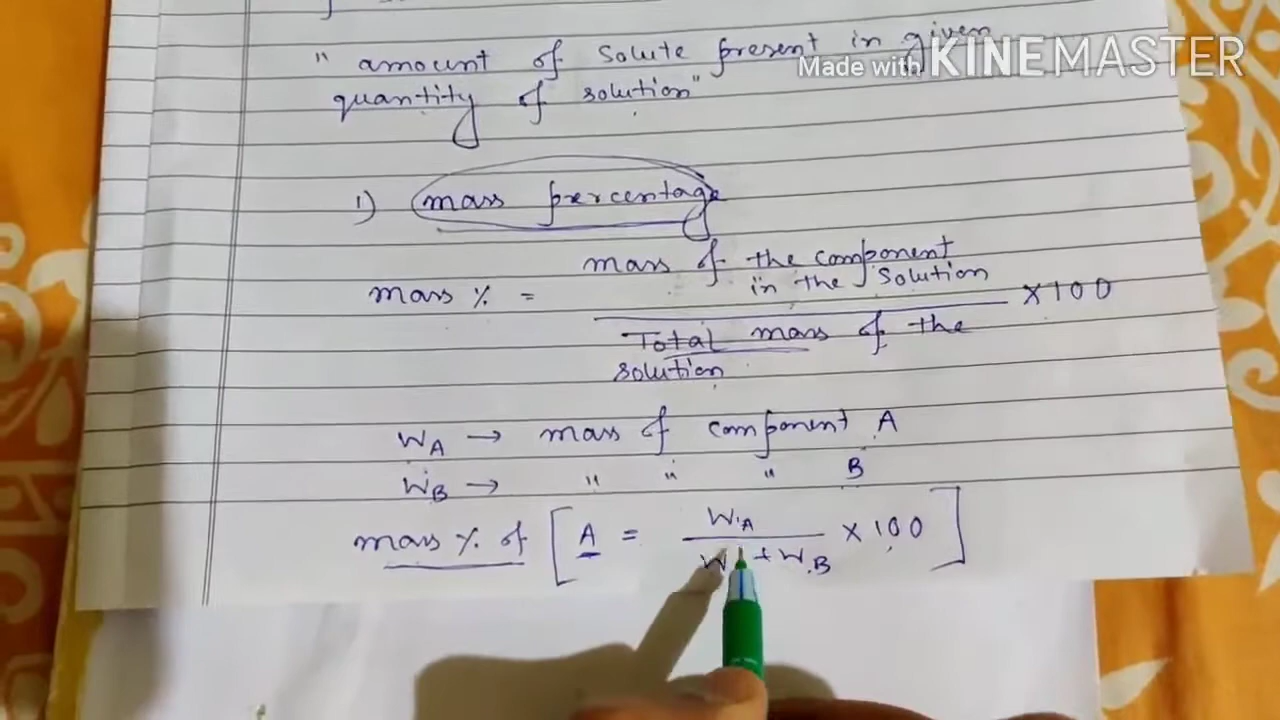 " amount of solute present in given
Made with KINEMASTER
quantity of solution"
1) mass percentage
mass of the component
in the solution
mass % = × 100
Total mass of the
solution
WA → mass of component A
WB → " " " B
mass % of [ A = WA × 100 ]
W + WB